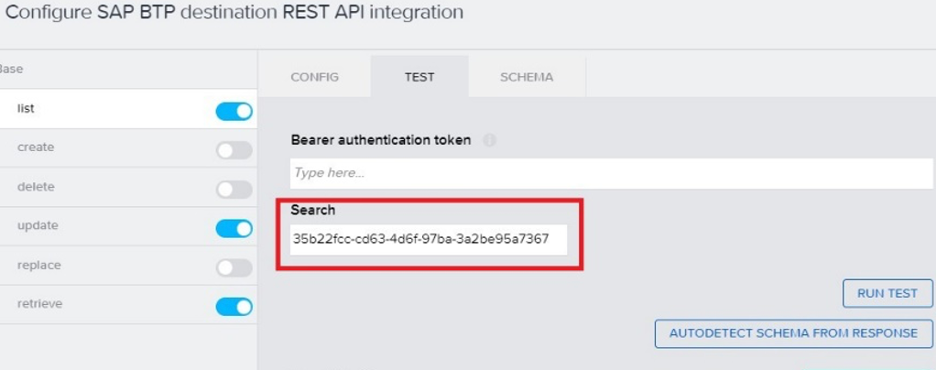 Configure SAP BTP destination REST API integration
Base
CONFIG
TEST
SCHEMA
list
create
delete
update
replace
retrieve
Bearer authentication token
Type here...
Search
35b22fcc-cd63-4d6f-97ba-3a2be95a7367
RUN TEST
AUTODETECT SCHEMA FROM RESPONSE